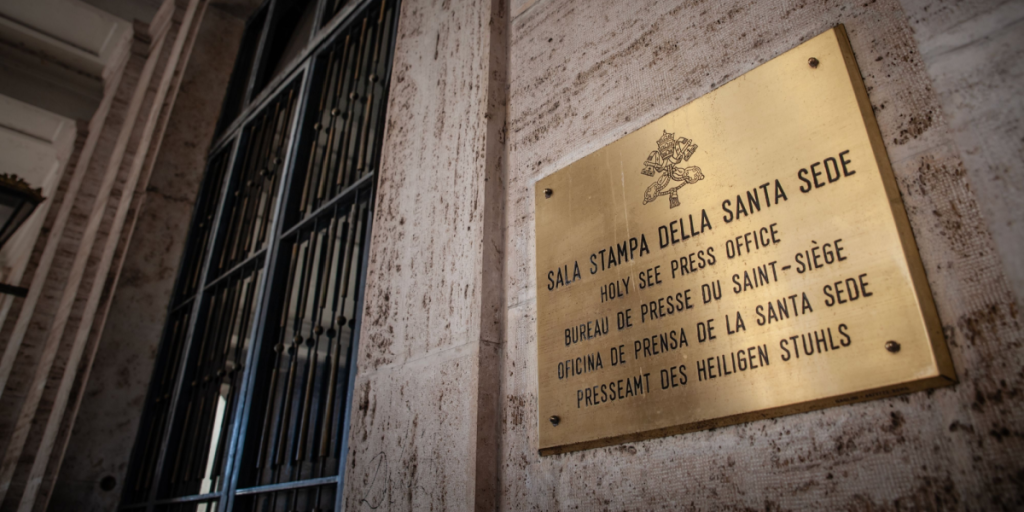 SALA STAMPA DELLA SANTA SEDE
HOLY SEE PRESS OFFICE
BUREAU DE PRESSE DU SAINT-SIÈGE
OFICINA DE PRENSA DE LA SANTA SEDE
PRESSEAMT DES HEILIGEN STUHLS